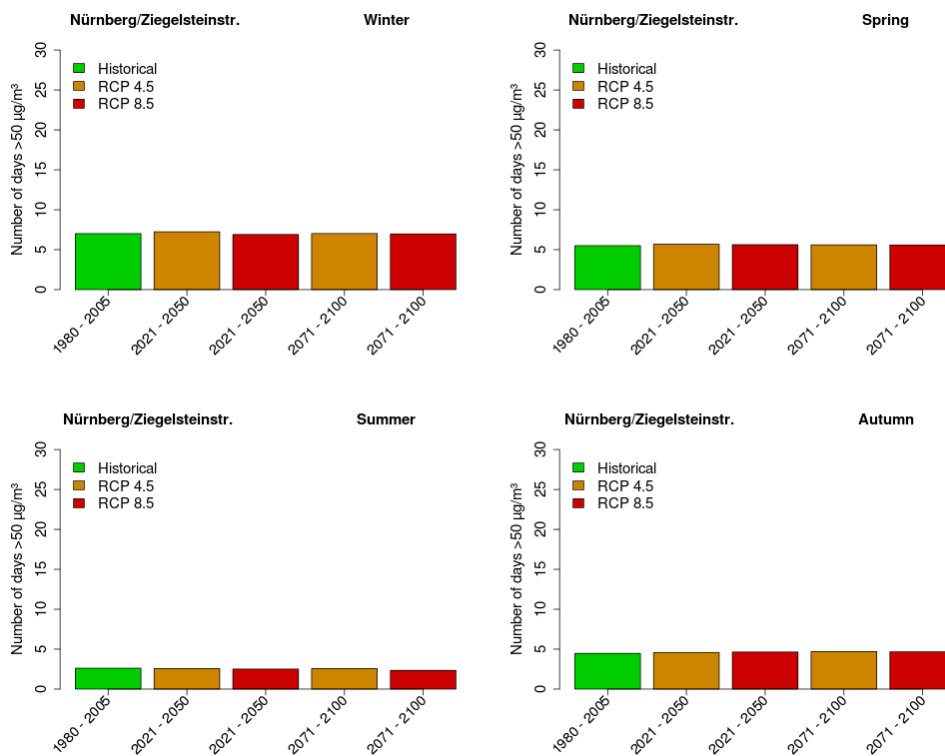 Nürnberg/Ziegelsteinstr. Winter
Number of days >50 µg/m³
30
25
20
15
10
5
0
Historical
RCP 4.5
RCP 8.5
1980 - 2005
2021 - 2050
2021 - 2050
2071 - 2100
2071 - 2100
Nürnberg/Ziegelsteinstr. Spring
Number of days >50 µg/m³
30
25
20
15
10
5
0
Historical
RCP 4.5
RCP 8.5
1980 - 2005
2021 - 2050
2021 - 2050
2071 - 2100
2071 - 2100
Nürnberg/Ziegelsteinstr. Summer
Number of days >50 µg/m³
30
25
20
15
10
5
0
Historical
RCP 4.5
RCP 8.5
1980 - 2005
2021 - 2050
2021 - 2050
2071 - 2100
2071 - 2100
Nürnberg/Ziegelsteinstr. Autumn
Number of days >50 µg/m³
30
25
20
15
10
5
0
Historical
RCP 4.5
RCP 8.5
1980 - 2005
2021 - 2050
2021 - 2050
2071 - 2100
2071 - 2100